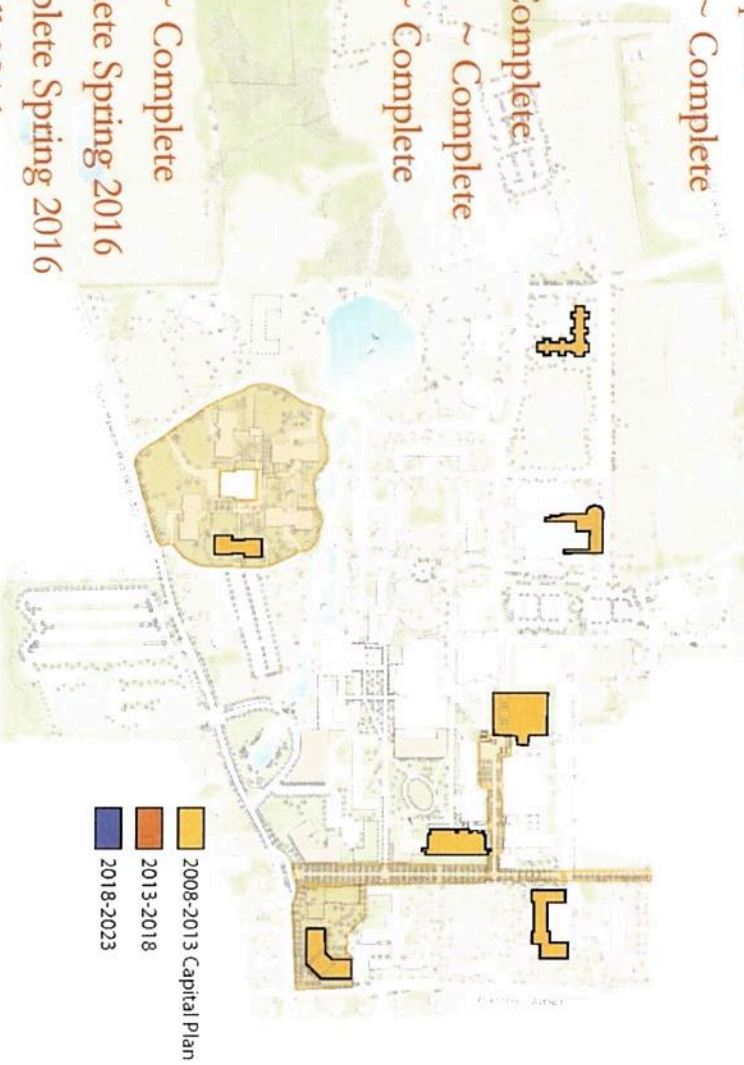 ~ Complete
Complete
~ Complete
~ Complete
~ Complete
ete Spring 2016
plete Spring 2016
2008-2013 Capital Plan
2013-2018
2018-2023